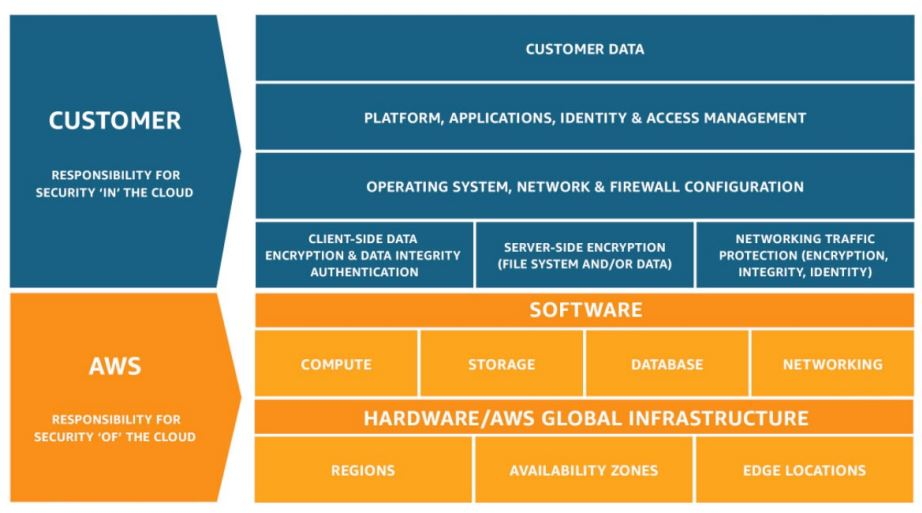 CUSTOMER
RESPONSIBILITY FOR
SECURITY ‘IN’ THE CLOUD
CUSTOMER DATA
PLATFORM, APPLICATIONS, IDENTITY & ACCESS MANAGEMENT
OPERATING SYSTEM, NETWORK & FIREWALL CONFIGURATION
CLIENT-SIDE DATA
ENCRYPTION & DATA INTEGRITY
AUTHENTICATION
SERVER-SIDE ENCRYPTION
(FILE SYSTEM AND/OR DATA)
NETWORKING TRAFFIC
PROTECTION (ENCRYPTION,
INTEGRITY, IDENTITY)
AWS
RESPONSIBILITY FOR
SECURITY ‘OF’ THE CLOUD
SOFTWARE
COMPUTE
STORAGE
DATABASE
NETWORKING
HARDWARE/AWS GLOBAL INFRASTRUCTURE
REGIONS
AVAILABILITY ZONES
EDGE LOCATIONS